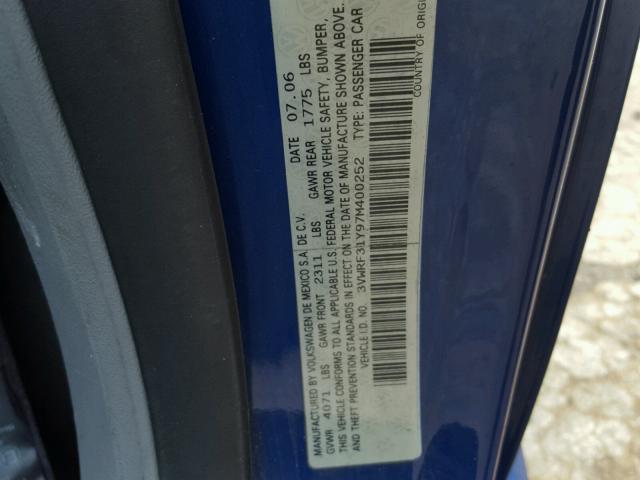 MANUFACTURED BY VOLKSWAGEN DE MEXICO S.A. DE C.V. DATE 07.06
GVWR 4071 LBS GAWR FRONT 2311 LBS GAWR REAR 1775 LBS
THIS VEHICLE CONFORMS TO ALL APPLICABLE U.S. FEDERAL MOTOR VEHICLE SAFETY, BUMPER,
AND THEFT PREVENTION STANDARDS IN EFFECT ON THE DATE OF MANUFACTURE SHOWN ABOVE.
VEHICLE I.D. NO. 3VWRF31Y97M400252 TYPE: PASSENGER CAR
COUNTRY OF ORIGI